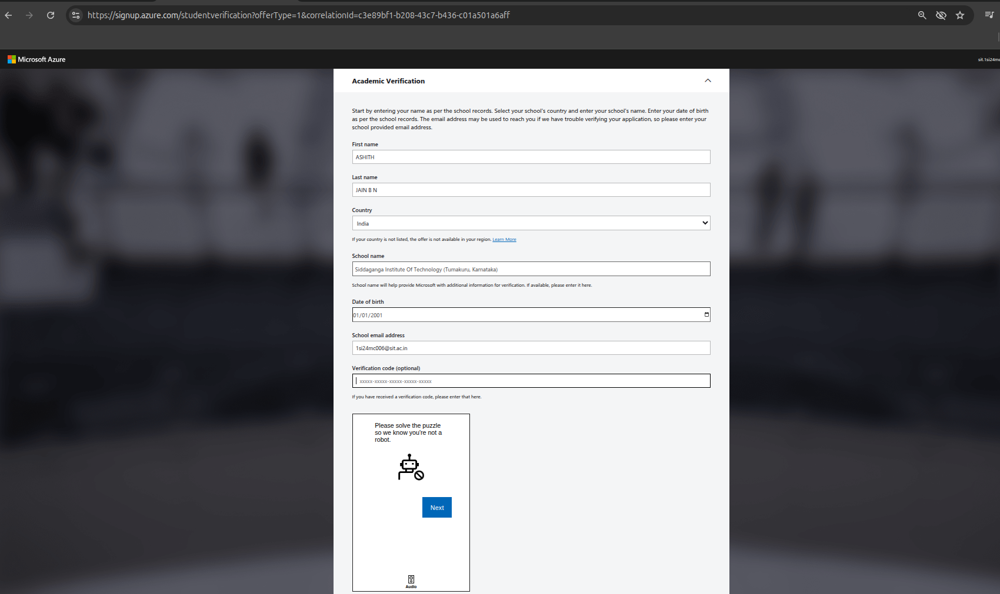 https://signup.azure.com/studentverification?offerType=1&correlationId=c3e89bf1-b208-43c7-b436-c01a501a6aff
Microsoft Azure
sit.1si24mc
Academic Verification
Start by entering your name as per the school records. Select your school's country and enter your school's name. Enter your date of birth
as per the school records. The email address may be used to reach you if we have trouble verifying your application, so please enter your
school provided email address.
First name
ASHITH
Last name
JAIN B N
Country
India
If your country is not listed, the offer is not available in your region. Learn More
School name
Siddaganga Institute Of Technology (Tumakuru, Karnataka)
School name will help provide Microsoft with additional information for verification. If available, please enter it here.
Date of birth
01/01/2001
School email address
1si24mc006@sit.ac.in
Verification code (optional)
xxxxx-xxxxx-xxxxx-xxxxx-xxxxx
If you have received a verification code, please enter that here.
Please solve the puzzle
so we know you're not a
robot.
Next
Audio